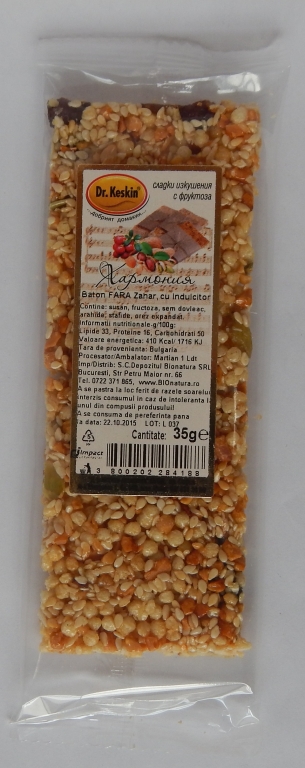 Dr. Keskin®
добрият домакин
сладки изкушения
с фруктоза
Хармония
Baton FARA Zahar, cu indulcitor
Contine: susan, fructoza, sem dovleac,
arahide, stafide, orez expandat.
Informatii nutritionale-g/100g:
Lipide 33, Proteine 16, Carbohidrati 50
Valoare energetica: 410 Kcal/ 1716 KJ
Tara de provenienta: Bulgaria
Procesator/Ambalator: Martian 1 Ldt
Imp/Distrib: S.C.Depozitul Bionatura SRL
Bucuresti, Str Petru Maior nr. 66
Tel. 0722 371 865, www.BIOnatura.ro
A se pastra la loc ferit de razele soarelui
Interzis consumul in caz de intoleranta l
unul din compusii produsului!
A se consuma de pereferinta pana
la data: 22.10.2015 LOT: L 037
Cantitate: 35g e
impact
3 800202 284188